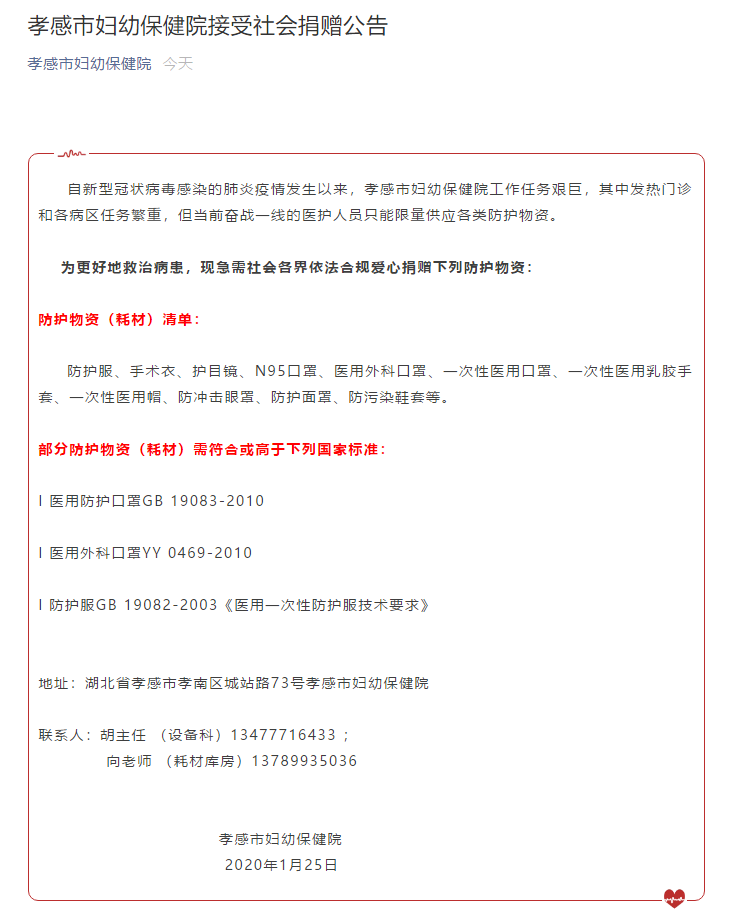 孝感市妇幼保健院接受社会捐赠公告
孝感市妇幼保健院 今天
自新型冠状病毒感染的肺炎疫情发生以来，孝感市妇幼保健院工作任务艰巨，其中发热门诊
和各病区任务繁重，但当前奋战一线的医护人员只能限量供应各类防护物资。
为更好地救治病患，现急需社会各界依法合规爱心捐赠下列防护物资：
防护物资（耗材）清单：
防护服、手术衣、护目镜、N95口罩、医用外科口罩、一次性医用口罩、一次性医用乳胶手
套、一次性医用帽、防冲击眼罩、防护面罩、防污染鞋套等。
部分防护物资（耗材）需符合或高于下列国家标准：
l 医用防护口罩GB 19083-2010
l 医用外科口罩YY 0469-2010
l 防护服GB 19082-2003《医用一次性防护服技术要求》
地址：湖北省孝感市孝南区城站路73号孝感市妇幼保健院
联系人：胡主任 （设备科）13477716433 ；
向老师 （耗材库房）13789935036
孝感市妇幼保健院
2020年1月25日